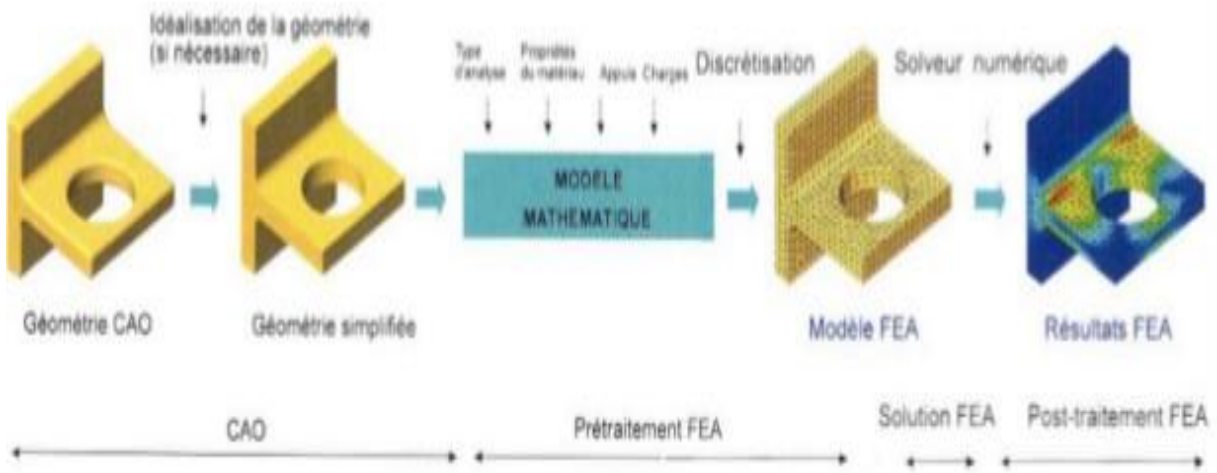 Idéalisation de la géométrie
(si nécessaire)
Type
d'analyse
Propriétés
du matériau
Appuis
Charges
Discrétisation
Solveur numérique
MODELE
MATHEMATIQUE
Géométrie CAO
Géométrie simplifiée
Modèle FEA
Résultats FEA
CAO
Prétraitement FEA
Solution FEA
Post-traitement FEA